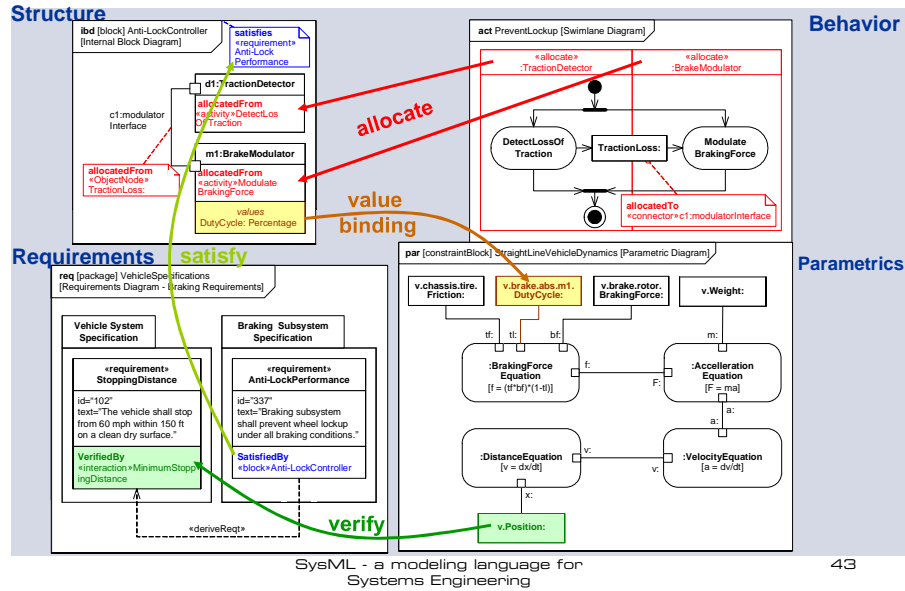 Structure
ibd [block] Anti-LockController
[Internal Block Diagram]
satisfies
«requirement»
Anti-Lock
Performance
d1:TractionDetector
allocatedFrom
«activity»DetectLos
Of Traction
c1:modulator
Interface
m1:BrakeModulator
allocatedFrom
«activity»Modulate
BrakingForce
values
DutyCycle: Percentage
allocatedFrom
«ObjectNode»
TractionLoss:
allocate
value
binding
Behavior
act PreventLockup [Swimlane Diagram]
«allocate»
:TractionDetector
«allocate»
:BrakeModulator
DetectLossOf
Traction
TractionLoss:
Modulate
BrakingForce
allocatedTo
«connector»c1:modulatorInterface
Requirements
satisfy
req [package] VehicleSpecifications
[Requirements Diagram - Braking Requirements]
Vehicle System
Specification
Braking Subsystem
Specification
«requirement»
StoppingDistance
id="102"
text="The vehicle shall stop
from 60 mph within 150 ft
on a clean dry surface."
VerifiedBy
«interaction»MinimumStopp
ingDistance
«requirement»
Anti-LockPerformance
id="337"
text="Braking subsystem
shall prevent wheel lockup
under all braking conditions."
SatisfiedBy
«block»Anti-LockController
«deriveReqt»
verify
Parametrics
par [constraintBlock] StraightLineVehicleDynamics [Parametric Diagram]
v.chassis.tire.
Friction:
v.brake.abs.m1.
DutyCycle:
v.brake.rotor.
BrakingForce:
v.Weight:
tf:
tl:
bf:
m:
:BrakingForce
Equation
[f = (tf*bf)*(1-tl)]
f:
F:
:Accelleration
Equation
[F = ma]
a:
a:
:DistanceEquation
[v = dx/dt]
v:
v:
:VelocityEquation
[a = dv/dt]
x:
v.Position:
SysML - a modeling language for
Systems Engineering
43